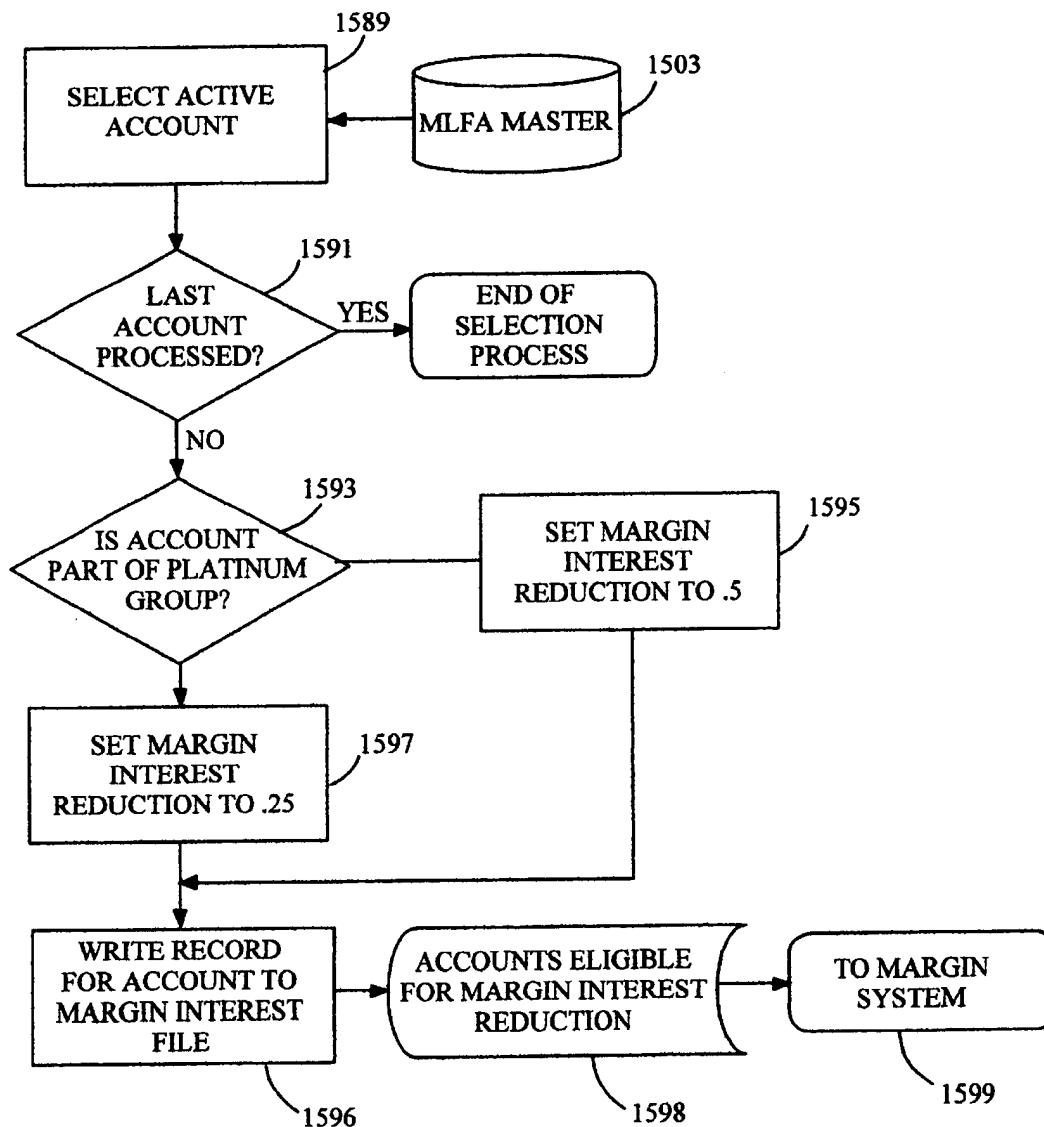 1589
SELECT ACTIVE
ACCOUNT
1503
MLFA MASTER
1591
LAST
ACCOUNT
PROCESSED?
YES
END OF
SELECTION
PROCESS
NO
1593
IS ACCOUNT
PART OF PLATINUM
GROUP?
1595
SET MARGIN
INTEREST
REDUCTION TO .5
SET MARGIN
INTEREST
REDUCTION TO .25
1597
WRITE RECORD
FOR ACCOUNT TO
MARGIN INTEREST
FILE
1596
ACCOUNTS ELIGIBLE
FOR MARGIN INTEREST
REDUCTION
1598
TO MARGIN
SYSTEM
1599